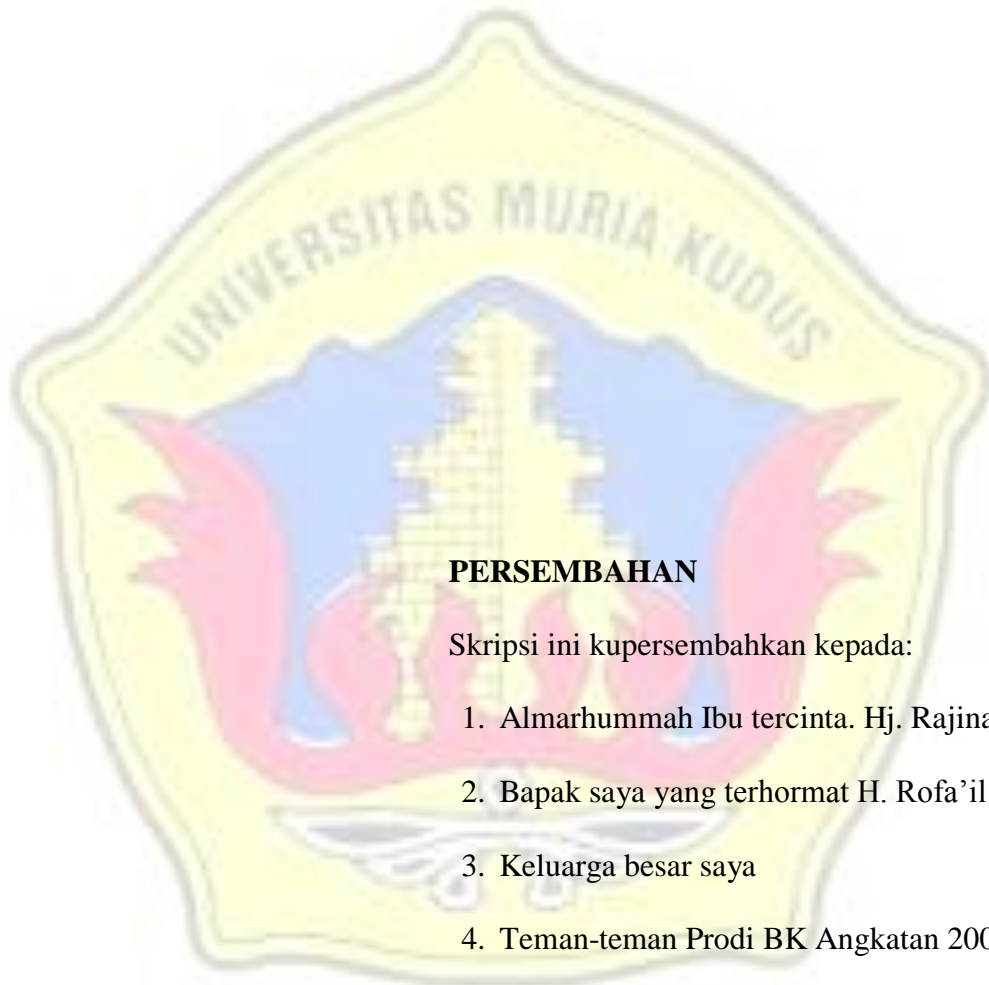 UNIVERSITAS MURIA KUDUS
PERSEMBAHAN
Skripsi ini kupersembahkan kepada:
1. Almarhummah Ibu tercinta. Hj. Rajina
2. Bapak saya yang terhormat H. Rofa’il
3. Keluarga besar saya
4. Teman-teman Prodi BK Angkatan 200